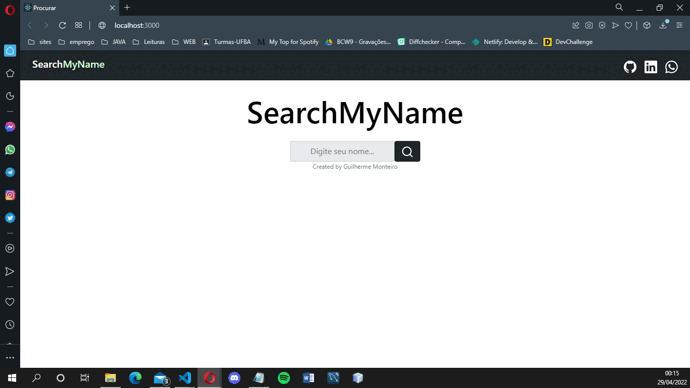 Procurar
localhost:3000
sites
emprego
JAVA
Leituras
WEB
Turmas-UFBA
My Top for Spotify
BCW9 - Gravações...
Diffchecker - Comp...
Netlify: Develop &...
DevChallenge
SearchMyName
SearchMyName
Digite seu nome...
Created by Guilherme Monteiro
00:15
29/04/2022